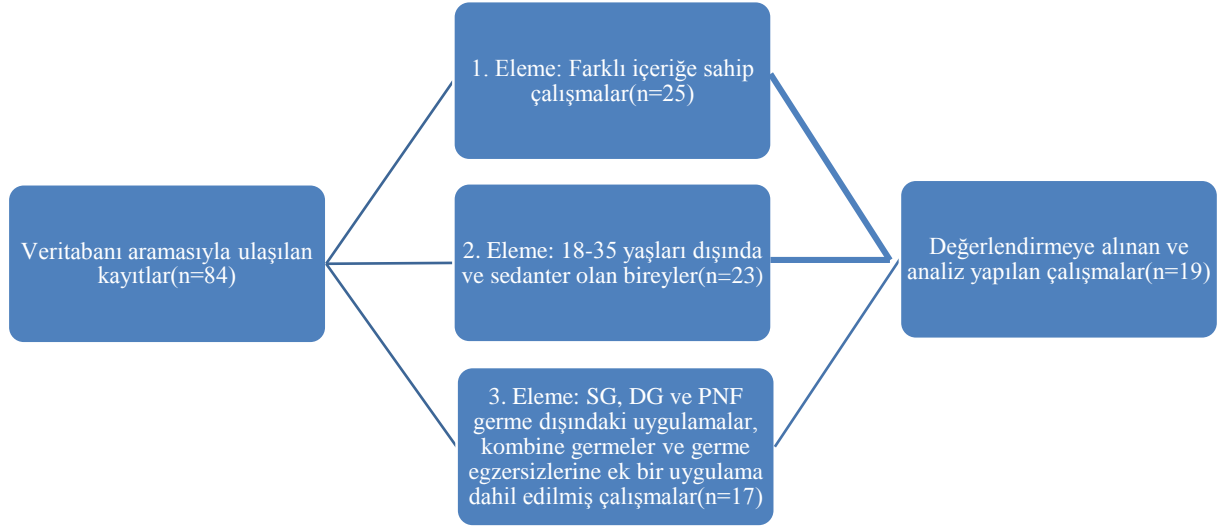 Veritabanı aramasıyla ulaşılan
kayıtlar(n=84)
1. Eleme: Farklı içeriğe sahip
çalışmalar(n=25)
2. Eleme: 18-35 yaşları dışında
ve sedanter olan bireyler(n=23)
3. Eleme: SG, DG ve PNF
germe dışındaki uygulamalar,
kombine germeler ve germe
egzersizlerine ek bir uygulama
dahil edilmiş çalışmalar(n=17)
Değerlendirmeye alınan ve
analiz yapılan çalışmalar(n=19)